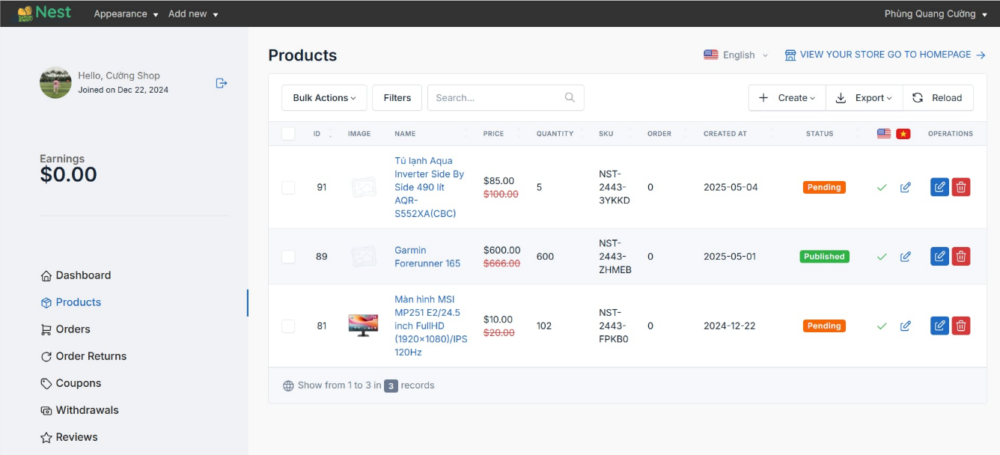 Nest Appearance Add new Phùng Quang Cường
Products English VIEW YOUR STORE GO TO HOMEPAGE
Hello, Cường Shop
Joined on Dec 22, 2024
Bulk Actions Filters Search... Create Export Reload
ID IMAGE NAME PRICE QUANTITY SKU ORDER CREATED AT STATUS OPERATIONS
Earnings
$0.00
Tủ lạnh Aqua
Inverter Side By
Side 490 lít
AQR-
S552XA(CBC)
91
$85.00
$100.00
5
NST-
2443-
3YKKD
0
2025-05-04
Pending
89
Garmin
Forerunner 165
$600.00
$666.00
600
NST-
2443-
ZHMEB
0
2025-05-01
Published
81
Màn hình MSI
MP251 E2/24.5
inch FullHD
(1920x1080)/IPS
120Hz
$10.00
$20.00
102
NST-
2443-
FPKB0
0
2024-12-22
Pending
Show from 1 to 3 in 3 records
Dashboard
Products
Orders
Order Returns
Coupons
Withdrawals
Reviews